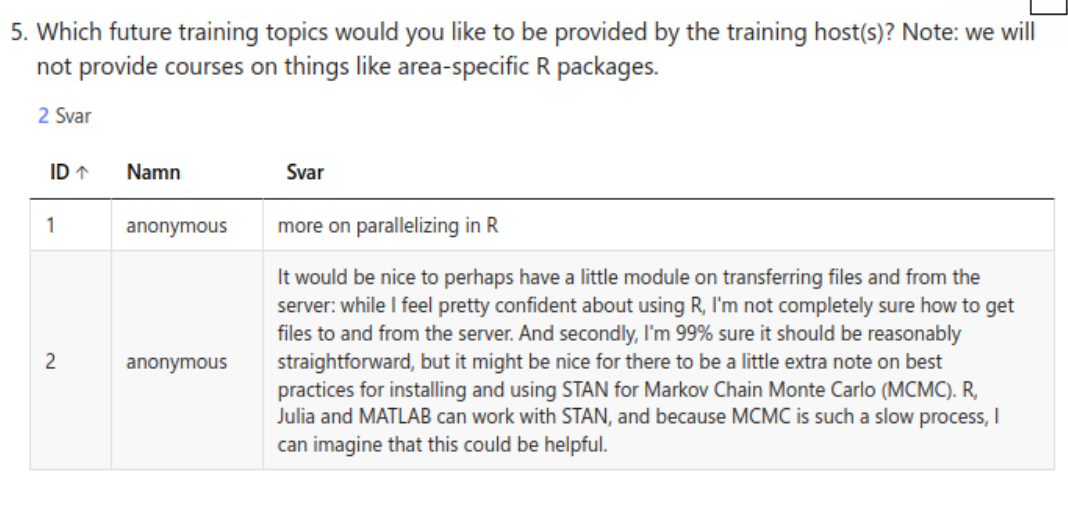 5. Which future training topics would you like to be provided by the training host(s)? Note: we will
not provide courses on things like area-specific R packages.
2 Svar
ID ↑ Namn Svar
1 anonymous more on parallelizing in R
It would be nice to perhaps have a little module on transferring files and from the
server: while I feel pretty confident about using R, I'm not completely sure how to get
files to and from the server. And secondly, I'm 99% sure it should be reasonably
2 anonymous straightforward, but it might be nice for there to be a little extra note on best
practices for installing and using STAN for Markov Chain Monte Carlo (MCMC). R,
Julia and MATLAB can work with STAN, and because MCMC is such a slow process, I
can imagine that this could be helpful.